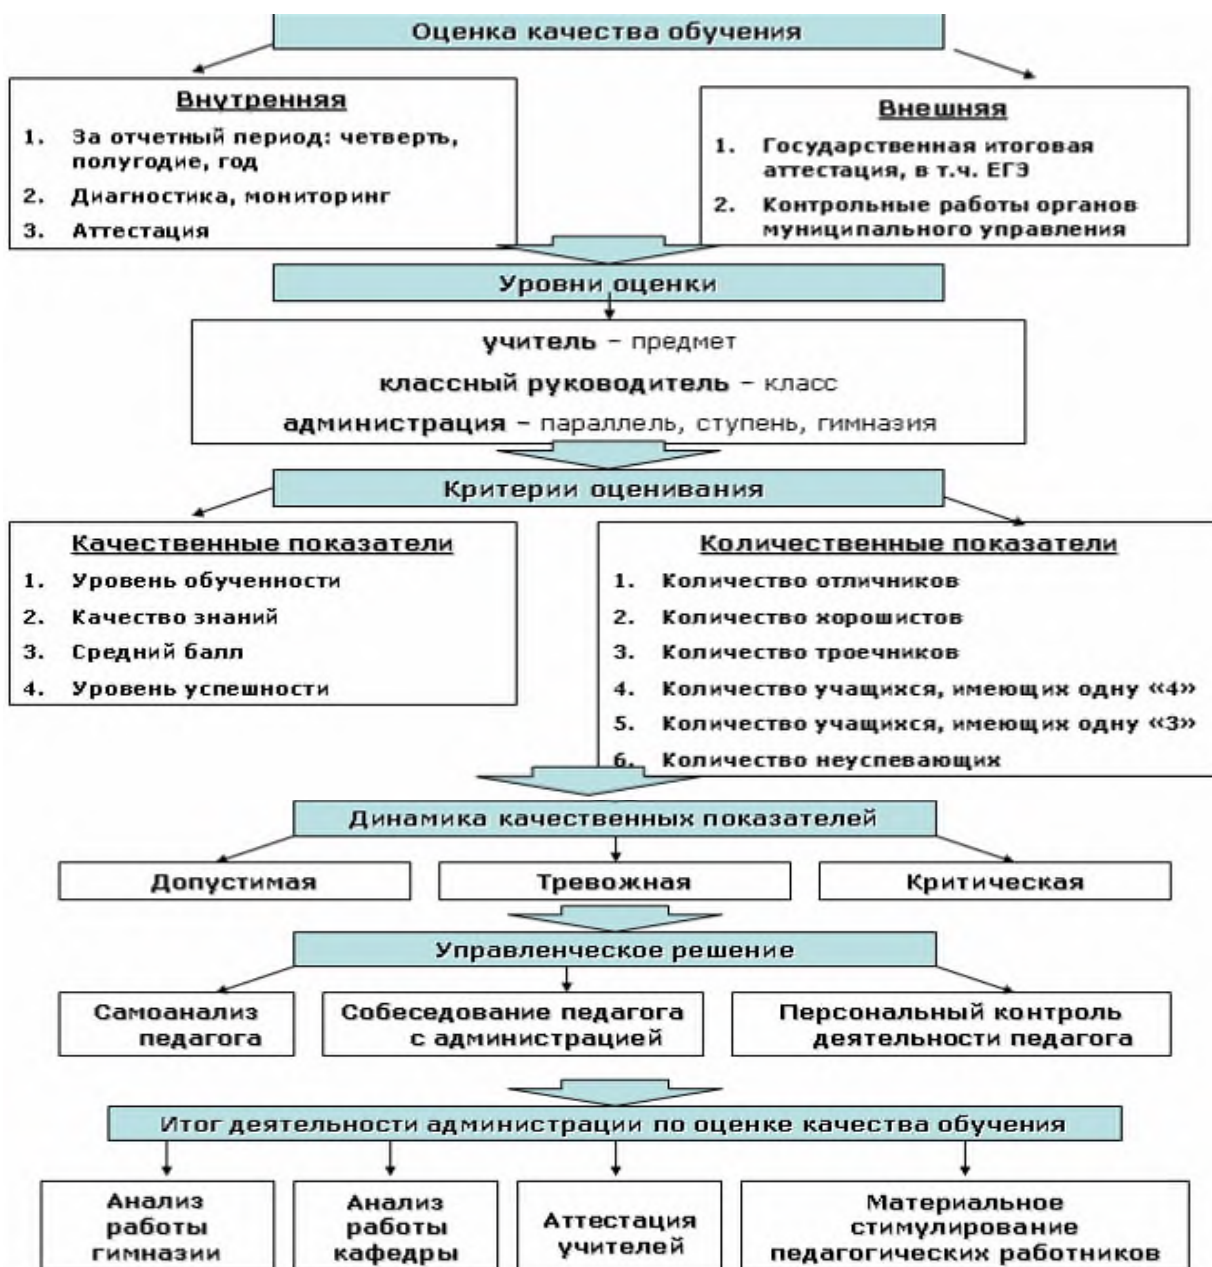 Оценка качества обучения
Внутренняя
1. За отчетный период: четверть,
полугодие, год
2. Диагностика, мониторинг
3. Аттестация
Внешняя
1. Государственная итоговая
аттестация, в т.ч. ЕГЭ
2. Контрольные работы органов
муниципального управления
Уровни оценки
учитель – предмет
классный руководитель – класс
администрация – параллель, ступень, гимназия
Критерии оценивания
Качественные показатели
1. Уровень обученности
2. Качество знаний
3. Средний балл
4. Уровень успешности
Количественные показатели
1. Количество отличников
2. Количество хорошистов
3. Количество троечников
4. Количество учащихся, имеющих одну «4»
5. Количество учащихся, имеющих одну «3»
6. Количество неуспевающих
Динамика качественных показателей
Допустимая
Тревожная
Критическая
Управленческое решение
Самоанализ
педагога
Собеседование педагога
с администрацией
Персональный контроль
деятельности педагога
Итог деятельности администрации по оценке качества обучения
Анализ
работы
гимназии
Анализ
работы
кафедры
Аттестация
учителей
Материальное
стимулирование
педагогических работников